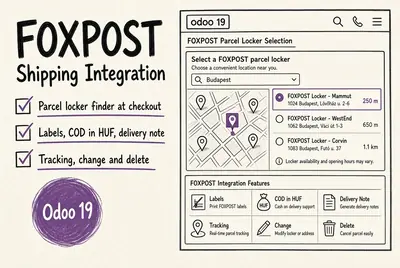 FOXPOST
Shipping Integration
Parcel locker finder at checkout
Labels, COD in HUF, delivery note
Tracking, change and delete
Odoo 19
odoo 19
FOXPOST Parcel Locker Selection
Select a FOXPOST parcel locker
Choose a convenient location near you.
Budapest
FOXPOST Locker - Mammut
1024 Budapest, Lövőház u. 2-6
250 m
FOXPOST Locker - WestEnd
1062 Budapest, Váci út 1-3
650 m
FOXPOST Locker - Corvin
1083 Budapest, Futó u. 37
1.1 km
Locker availability and opening hours may vary.
FOXPOST Integration Features
Labels
Print FOXPOST labels
COD in HUF
Cash on delivery support
Delivery Note
Generate delivery notes
Tracking
Real-time parcel tracking
Change
Modify locker or address
Delete
Cancel parcel easily